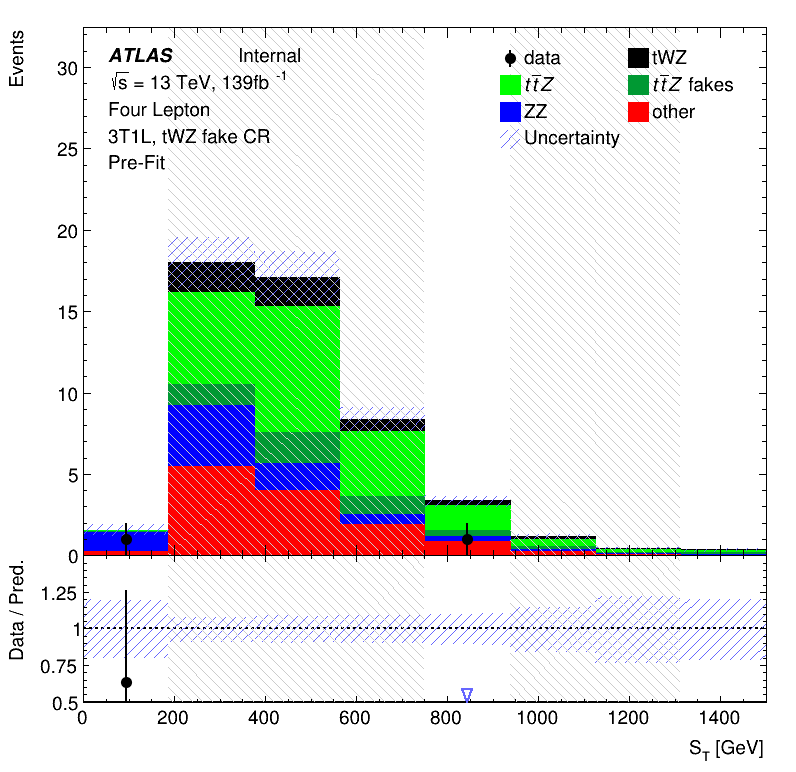 Events
ATLAS Internal
√s = 13 TeV, 139fb -1
Four Lepton
3T1L, tWZ fake CR
Pre-Fit
data
tWZ
tt̄Z
tt̄Z fakes
ZZ
other
Uncertainty
30
25
20
15
10
5
0
Data / Pred.
1.25
1
0.75
0.5
0 200 400 600 800 1000 1200 1400
S_T [GeV]